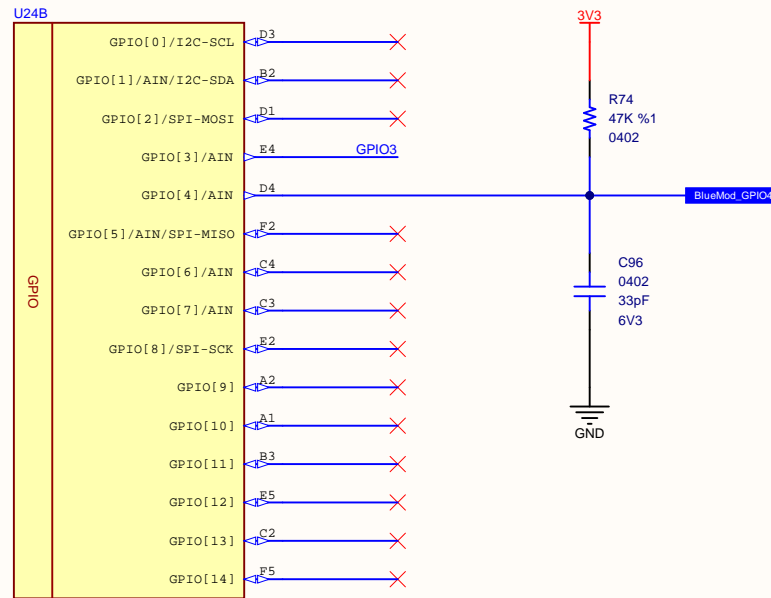 U24B
GPIO
GPIO[0]/I2C-SCL D3
GPIO[1]/AIN/I2C-SDA B2
GPIO[2]/SPI-MOSI D1
GPIO[3]/AIN E4 GPIO3
GPIO[4]/AIN D4
GPIO[5]/AIN/SPI-MISO F2
GPIO[6]/AIN C4
GPIO[7]/AIN C3
GPIO[8]/SPI-SCK E2
GPIO[9] A2
GPIO[10] A1
GPIO[11] B3
GPIO[12] E5
GPIO[13] C2
GPIO[14] F5
3V3
R74
47K %1
0402
BlueMod_GPIO4
C96
0402
33pF
6V3
GND